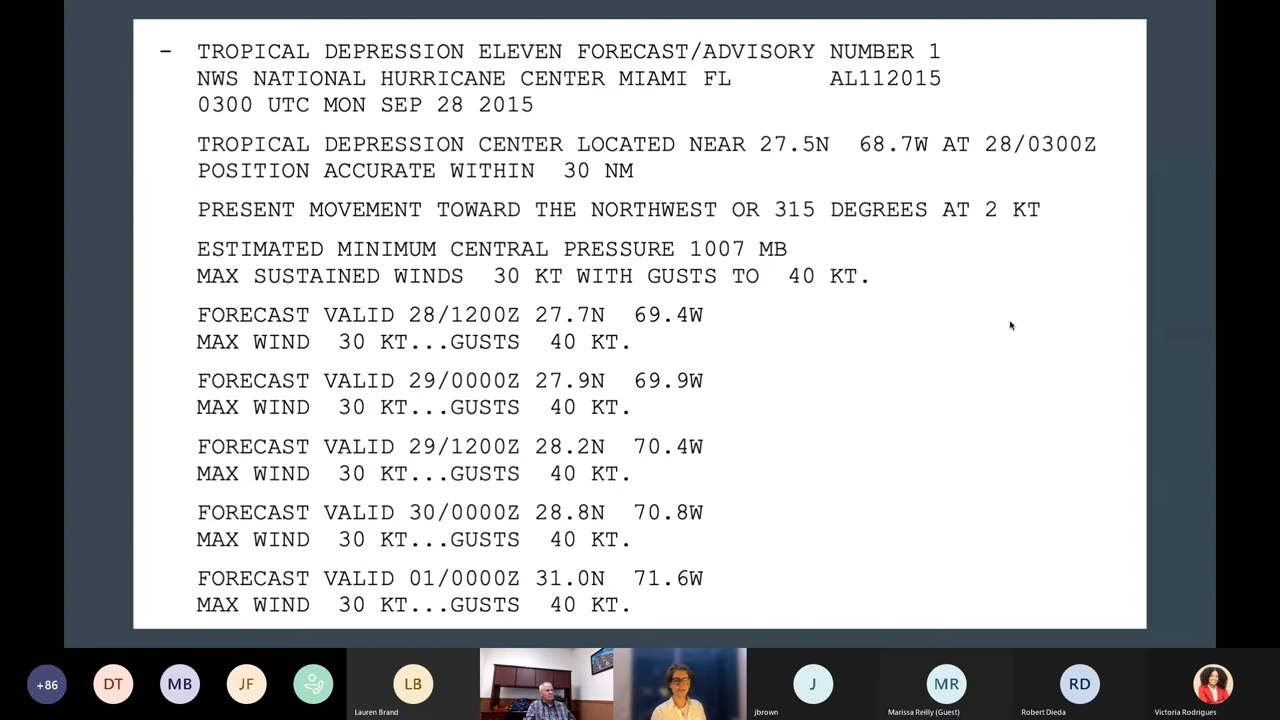 - TROPICAL DEPRESSION ELEVEN FORECAST/ADVISORY NUMBER 1
NWS NATIONAL HURRICANE CENTER MIAMI FL AL112015
0300 UTC MON SEP 28 2015
TROPICAL DEPRESSION CENTER LOCATED NEAR 27.5N 68.7W AT 28/0300Z
POSITION ACCURATE WITHIN 30 NM
PRESENT MOVEMENT TOWARD THE NORTHWEST OR 315 DEGREES AT 2 KT
ESTIMATED MINIMUM CENTRAL PRESSURE 1007 MB
MAX SUSTAINED WINDS 30 KT WITH GUSTS TO 40 KT.
FORECAST VALID 28/1200Z 27.7N 69.4W
MAX WIND 30 KT...GUSTS 40 KT.
FORECAST VALID 29/0000Z 27.9N 69.9W
MAX WIND 30 KT...GUSTS 40 KT.
FORECAST VALID 29/1200Z 28.2N 70.4W
MAX WIND 30 KT...GUSTS 40 KT.
FORECAST VALID 30/0000Z 28.8N 70.8W
MAX WIND 30 KT...GUSTS 40 KT.
FORECAST VALID 01/0000Z 31.0N 71.6W
MAX WIND 30 KT...GUSTS 40 KT.
+86 DT MB JF LB J MR RD
Lauren Brand jbrown Marissa Reilly (Guest) Robert Dieda Victoria Rodrigues